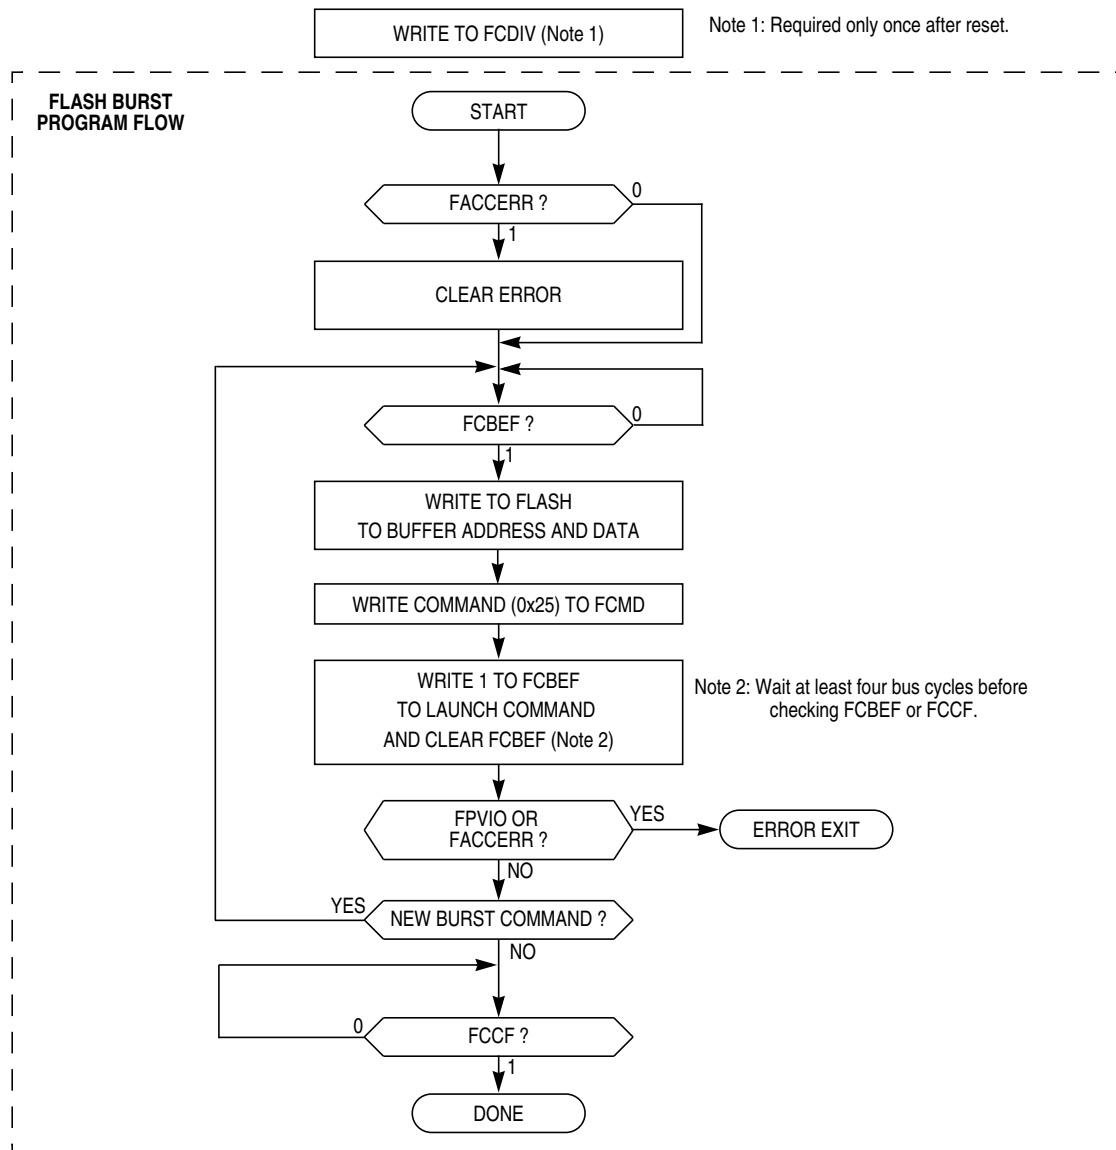 WRITE TO FCDIV (Note 1)
Note 1: Required only once after reset.
FLASH BURST
PROGRAM FLOW
START
FACCERR ?
0
1
CLEAR ERROR
FCBEF ?
0
1
WRITE TO FLASH
TO BUFFER ADDRESS AND DATA
WRITE COMMAND (0x25) TO FCMD
WRITE 1 TO FCBEF
TO LAUNCH COMMAND
AND CLEAR FCBEF (Note 2)
Note 2: Wait at least four bus cycles before
checking FCBEF or FCCF.
FPVIO OR
FACCERR ?
YES
ERROR EXIT
NO
YES
NEW BURST COMMAND ?
NO
0
FCCF ?
1
DONE